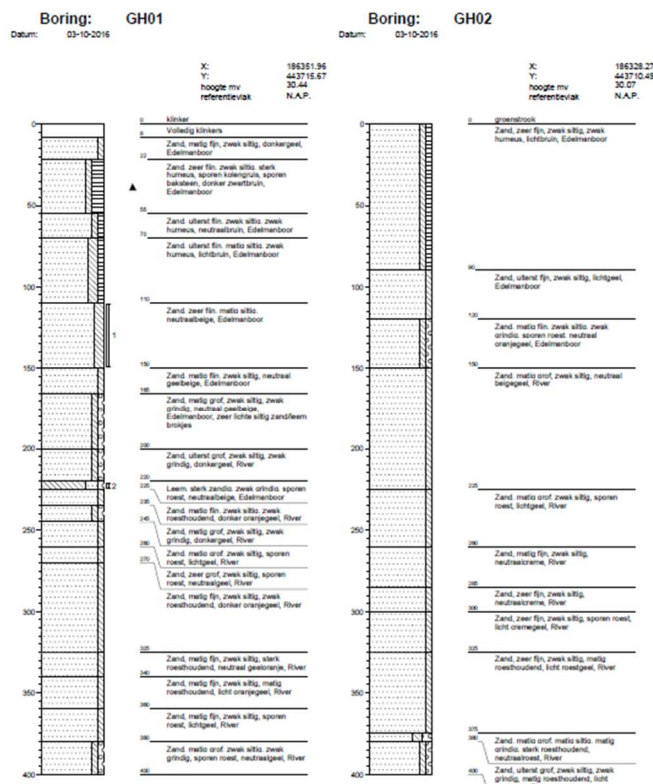 Boring: GH01
Datum: 03-10-2016
X: 186351.96
Y: 443715.67
hoogte mv 30.44
referentievlak N.A.P.
0 klinker
Volledig klinkers
8
Zand, matig fijn, zwak siltig, donkergeel,
Edelmanboor
22
Zand, zeer fijn, zwak siltig, sterk
humeus, sporen kolengruis, sporen
baksteen, donker zwartbruin,
Edelmanboor
55
Zand, uiterst fijn, zwak siltig, zwak
humeus, neutraalbruin, Edelmanboor
70
Zand, uiterst fijn, matig siltig, zwak
humeus, lichtbruin, Edelmanboor
110
Zand, zeer fijn, matig siltig,
neutraalbeige, Edelmanboor
150
Zand, matig fijn, zwak siltig, neutraal
geelbeige, Edelmanboor
165
Zand, matig grof, zwak siltig, zwak
grindig, neutraal geelbeige,
Edelmanboor, zeer lichte siltig zand/leem
brokjes
200
Zand, uiterst grof, zwak siltig, zwak
grindig, donkergeel, River
220
225
Leem, sterk zandig, zwak grindig, sporen
roest, neutraalbeige, Edelmanboor
235
Zand, matig fijn, zwak siltig, zwak
roesthoudend, donker oranjegeel, River
245
Zand, matig grof, zwak siltig, zwak
grindig, donkergeel, River
260
Zand, matig grof, zwak siltig, sporen
roest, lichtgeel, River
270
Zand, zeer grof, zwak siltig, sporen
roest, neutraalgeel, River
Zand, matig fijn, zwak siltig, zwak
roesthoudend, donker oranjegeel, River
325
Zand, matig fijn, zwak siltig, sterk
roesthoudend, neutraal geeloranje, River
340
Zand, matig fijn, zwak siltig, matig
roesthoudend, licht oranjegeel, River
360
Zand, matig fijn, zwak siltig, sporen
roest, lichtgeel, River
380
Zand, matig grof, zwak siltig, zwak
grindig, sporen roest, neutraalgeel, River
400
0
50
100
150
200
250
300
350
400
1
2
Boring: GH02
Datum: 03-10-2016
X: 186328.27
Y: 443710.49
hoogte mv 30.07
referentievlak N.A.P.
0 groenstrook
Zand, zeer fijn, zwak siltig, zwak
humeus, lichtbruin, Edelmanboor
90
Zand, uiterst fijn, zwak siltig, lichtgeel,
Edelmanboor
120
Zand, matig fijn, zwak siltig, zwak
grindig, sporen roest, neutraal
oranjegeel, Edelmanboor
150
Zand, matig grof, zwak siltig, neutraal
beigegeel, River
225
Zand, matig grof, zwak siltig, sporen
roest, lichtgeel, River
260
Zand, matig fijn, zwak siltig,
neutraalcreme, River
285
Zand, zeer fijn, zwak siltig,
neutraalcreme, River
300
Zand, zeer fijn, zwak siltig, sporen roest,
licht cremegeel, River
325
Zand, zeer fijn, zwak siltig, matig
roesthoudend, licht roestgeel, River
375
380
Zand, matig grof, matig siltig, matig
grindig, sterk roesthoudend,
neutraalroest, River
400
Zand, uiterst grof, zwak siltig, zwak
grindig, matig roesthoudend, licht
0
50
100
150
200
250
300
350
400